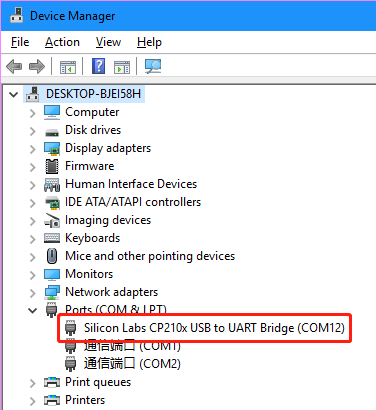 Device Manager
File Action View Help
DESKTOP-BJEI58H
Computer
Disk drives
Display adapters
Firmware
Human Interface Devices
IDE ATA/ATAPI controllers
Imaging devices
Keyboards
Mice and other pointing devices
Monitors
Network adapters
Ports (COM & LPT)
Silicon Labs CP210x USB to UART Bridge (COM12)
通信端口 (COM1)
通信端口 (COM2)
Print queues
Printers